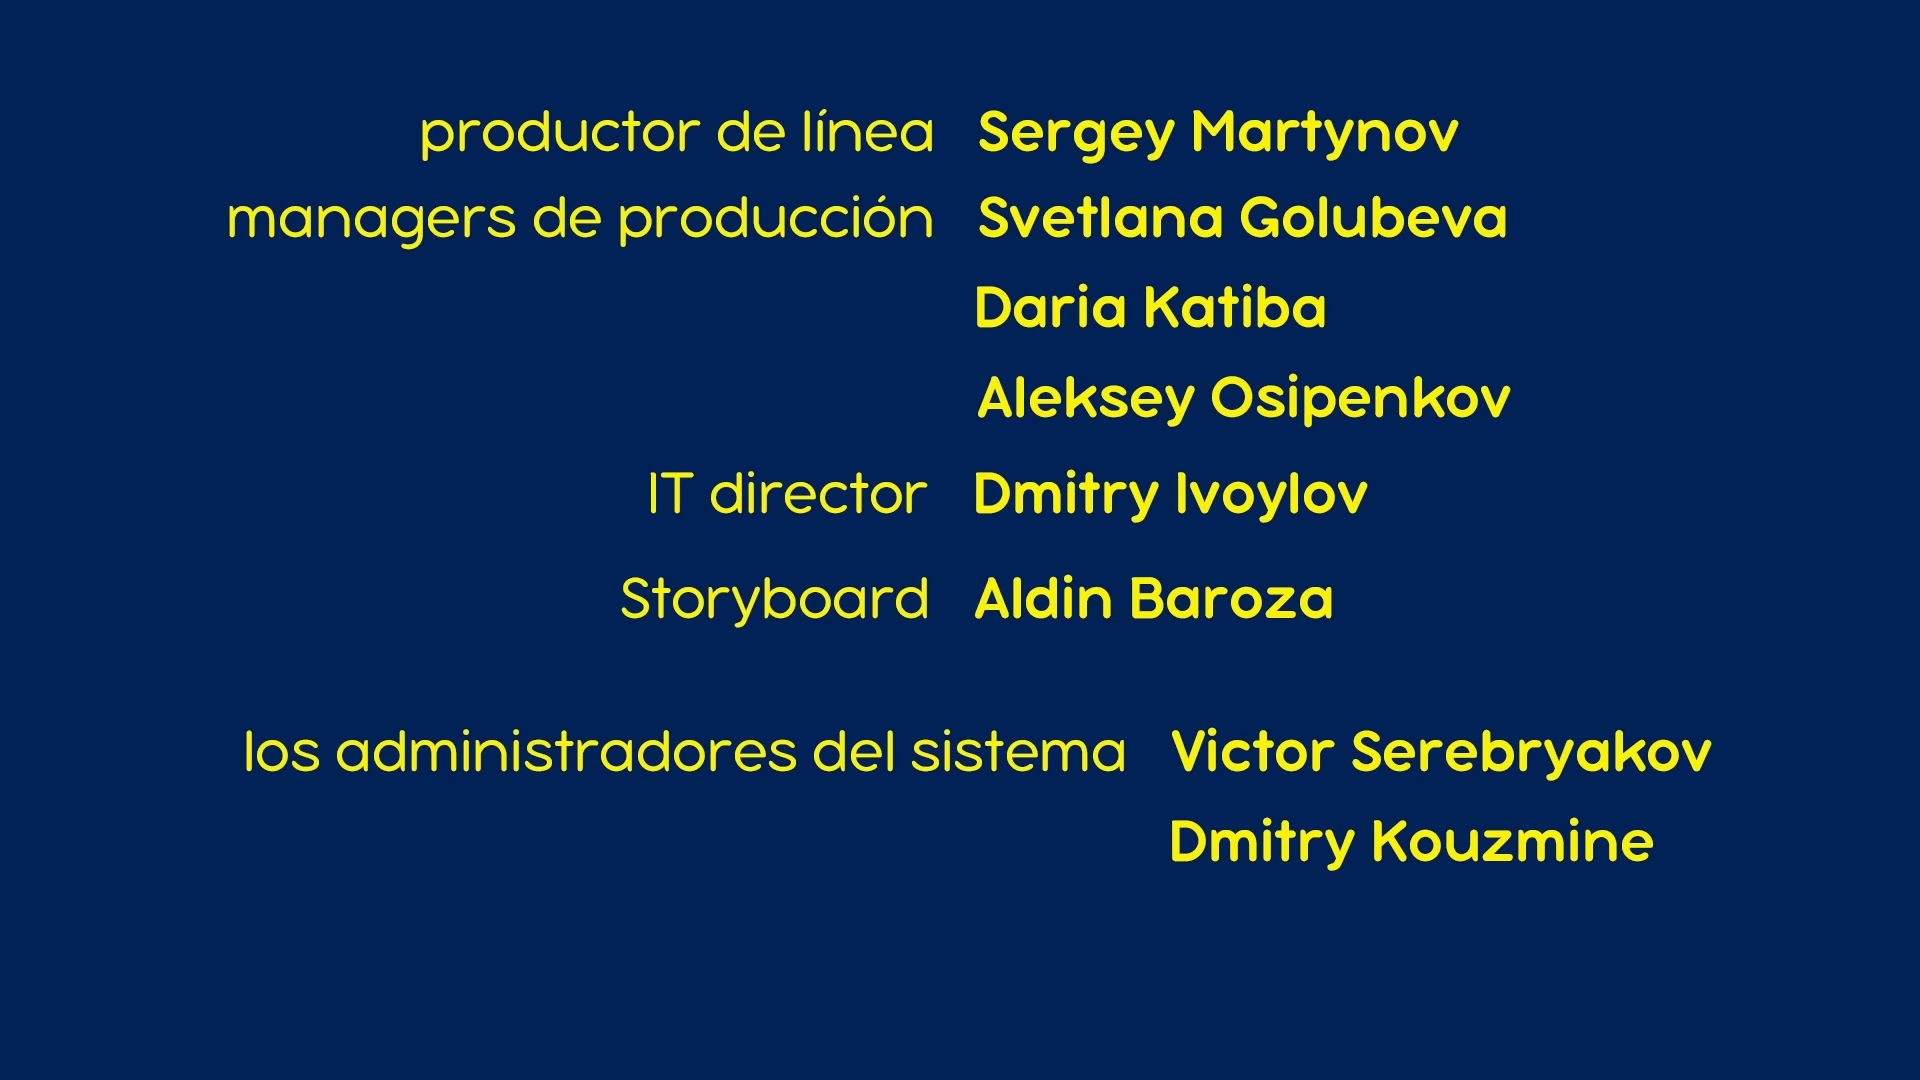 productor de línea Sergey Martynov
managers de producción Svetlana Golubeva
Daria Katiba
Aleksey Osipenkov
IT director Dmitry Ivoylov
Storyboard Aldin Baroza
los administradores del sistema Victor Serebryakov
Dmitry Kouzmine